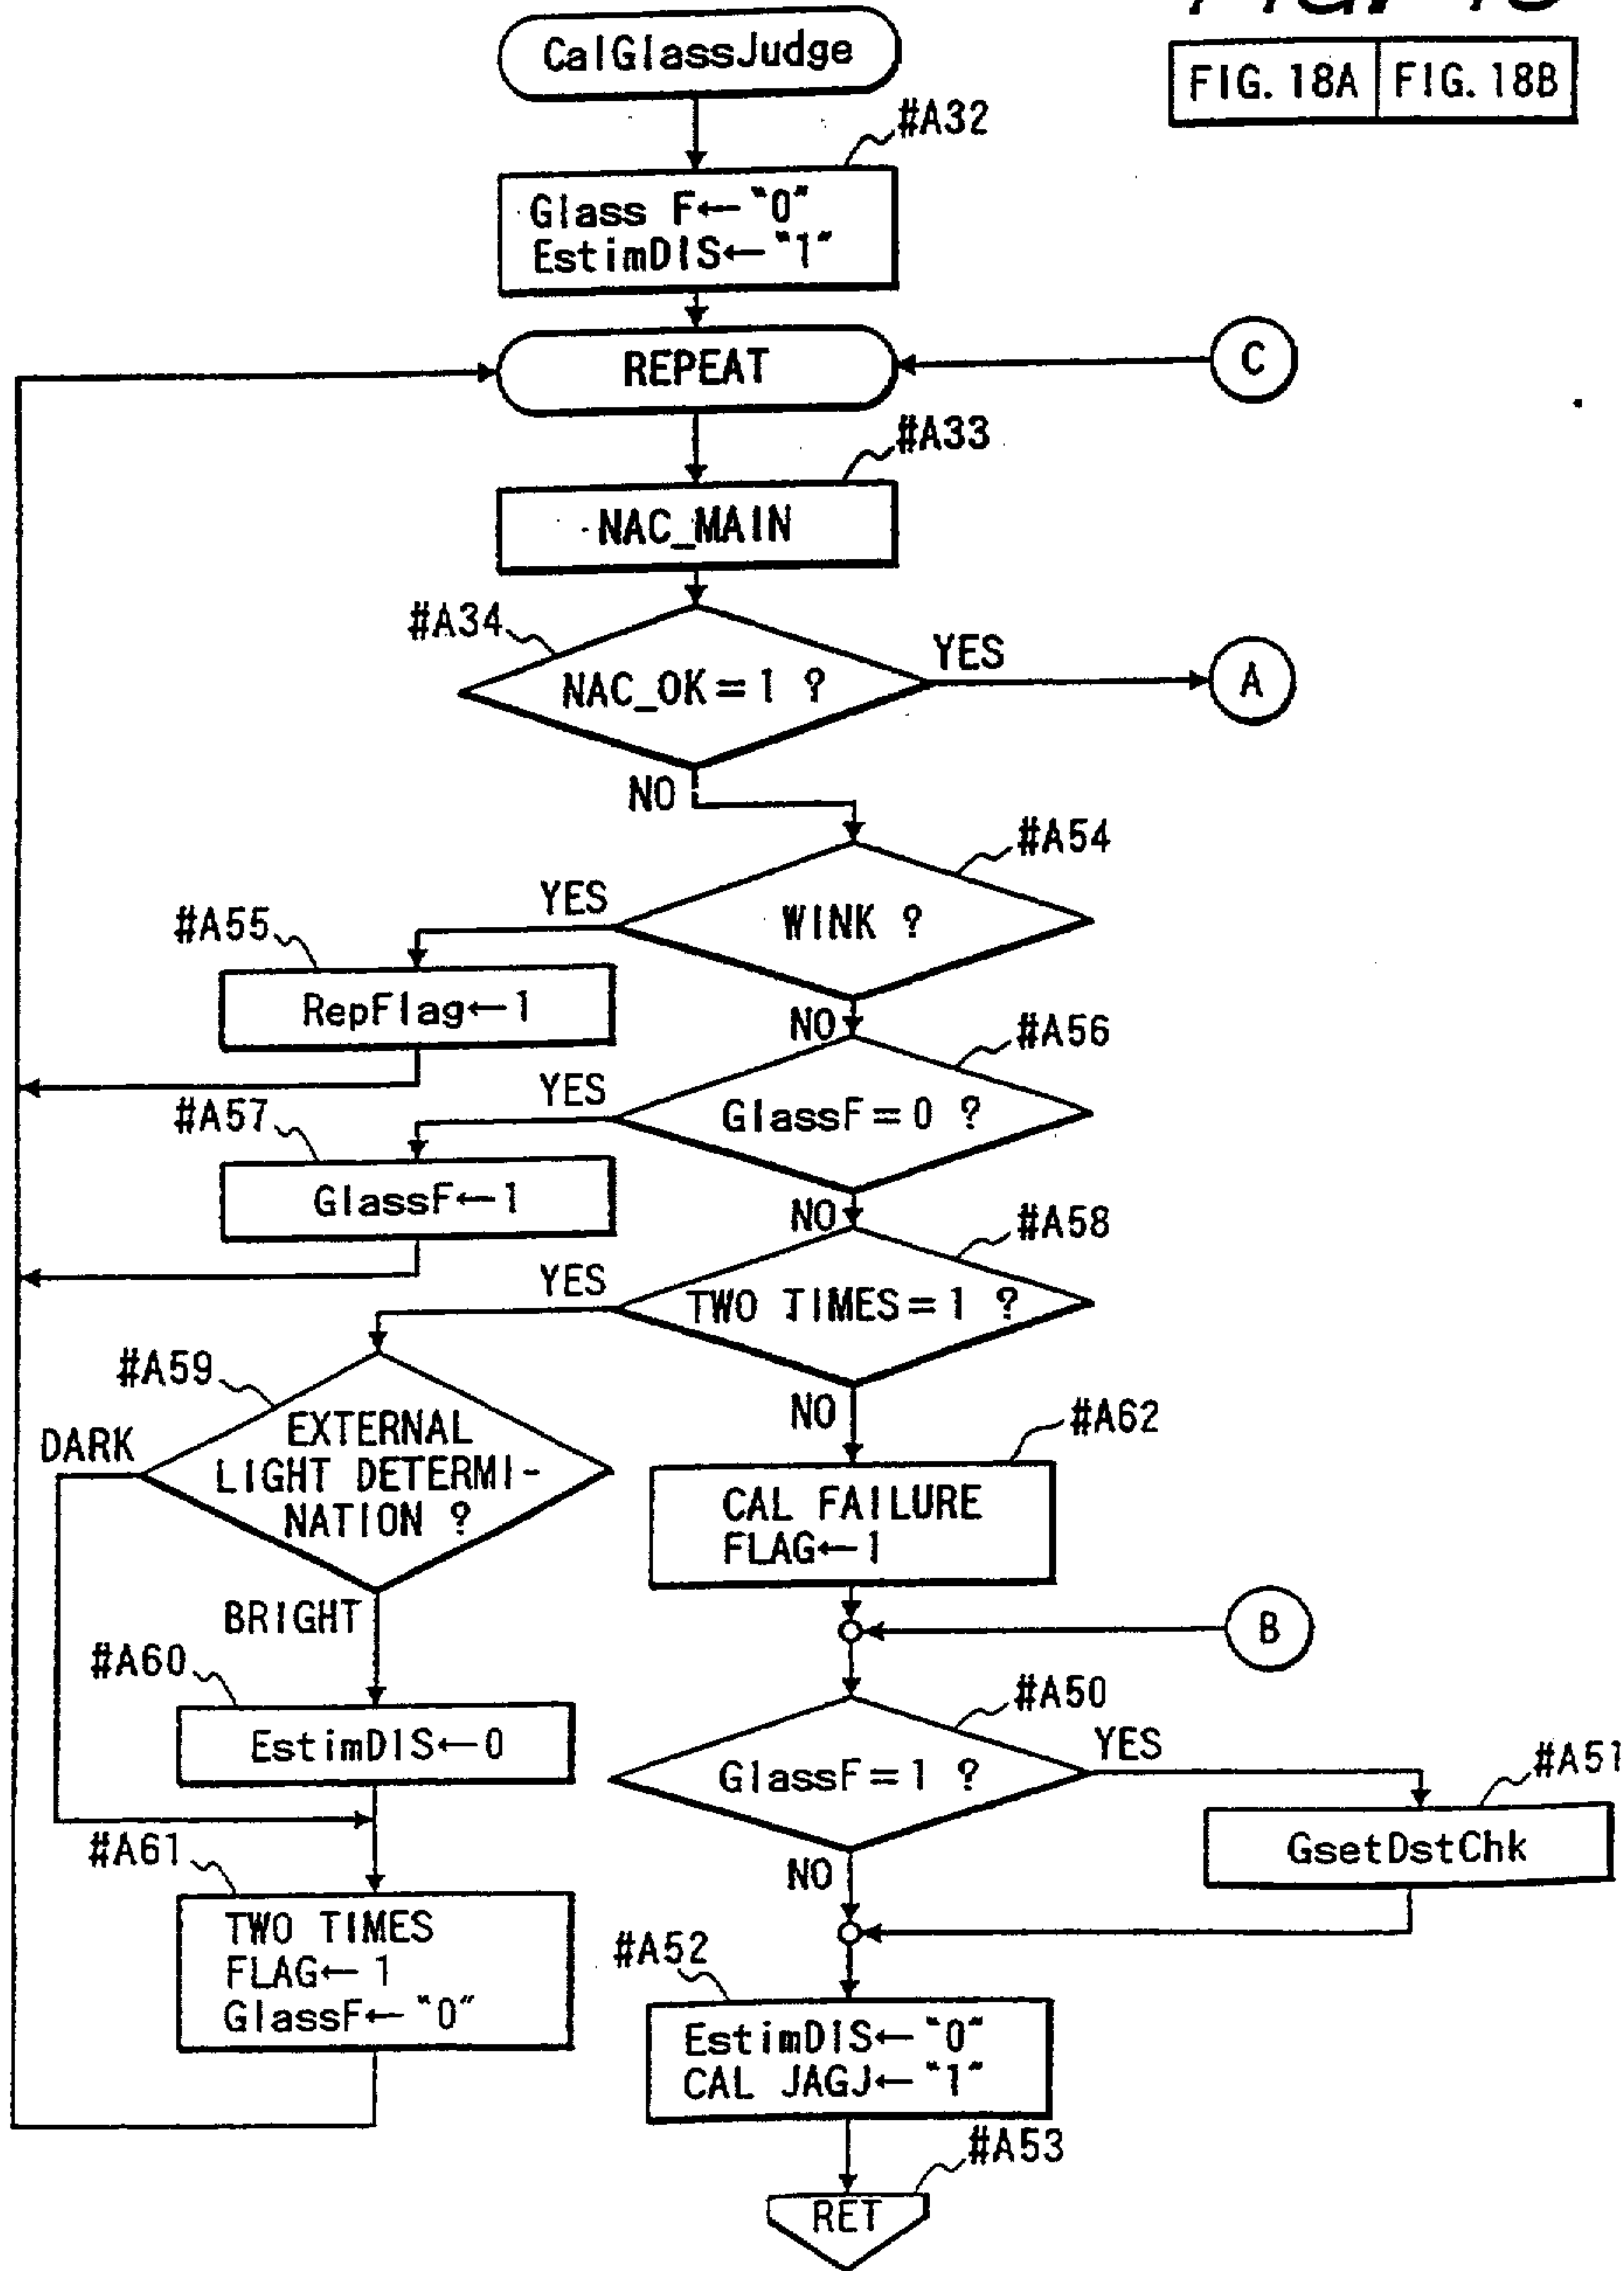 FIG. 18A FIG. 18B
CalGlassJudge
#A32
Glass F←"0"
EstimDIS←"1"
REPEAT
C
#A33
NAC_MAIN
#A34
NAC_OK=1 ?
YES
A
NO
#A54
WINK ?
YES
#A55
RepFlag←1
NO
#A56
GlassF=0 ?
YES
#A57
GlassF←1
NO
#A58
TWO TIMES=1 ?
YES
#A59
EXTERNAL
LIGHT DETERMI-
NATION ?
DARK
BRIGHT
NO
#A62
CAL FAILURE
FLAG←1
B
#A60
EstimDIS←0
#A50
GlassF=1 ?
YES
#A51
GsetDstChk
NO
#A61
TWO TIMES
FLAG←1
GlassF←"0"
#A52
EstimDIS←"0"
CAL JAGJ←"1"
#A53
RET